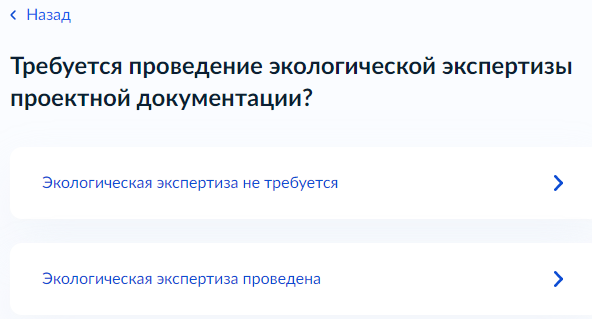 Назад
Требуется проведение экологической экспертизы
проектной документации?
Экологическая экспертиза не требуется
Экологическая экспертиза проведена